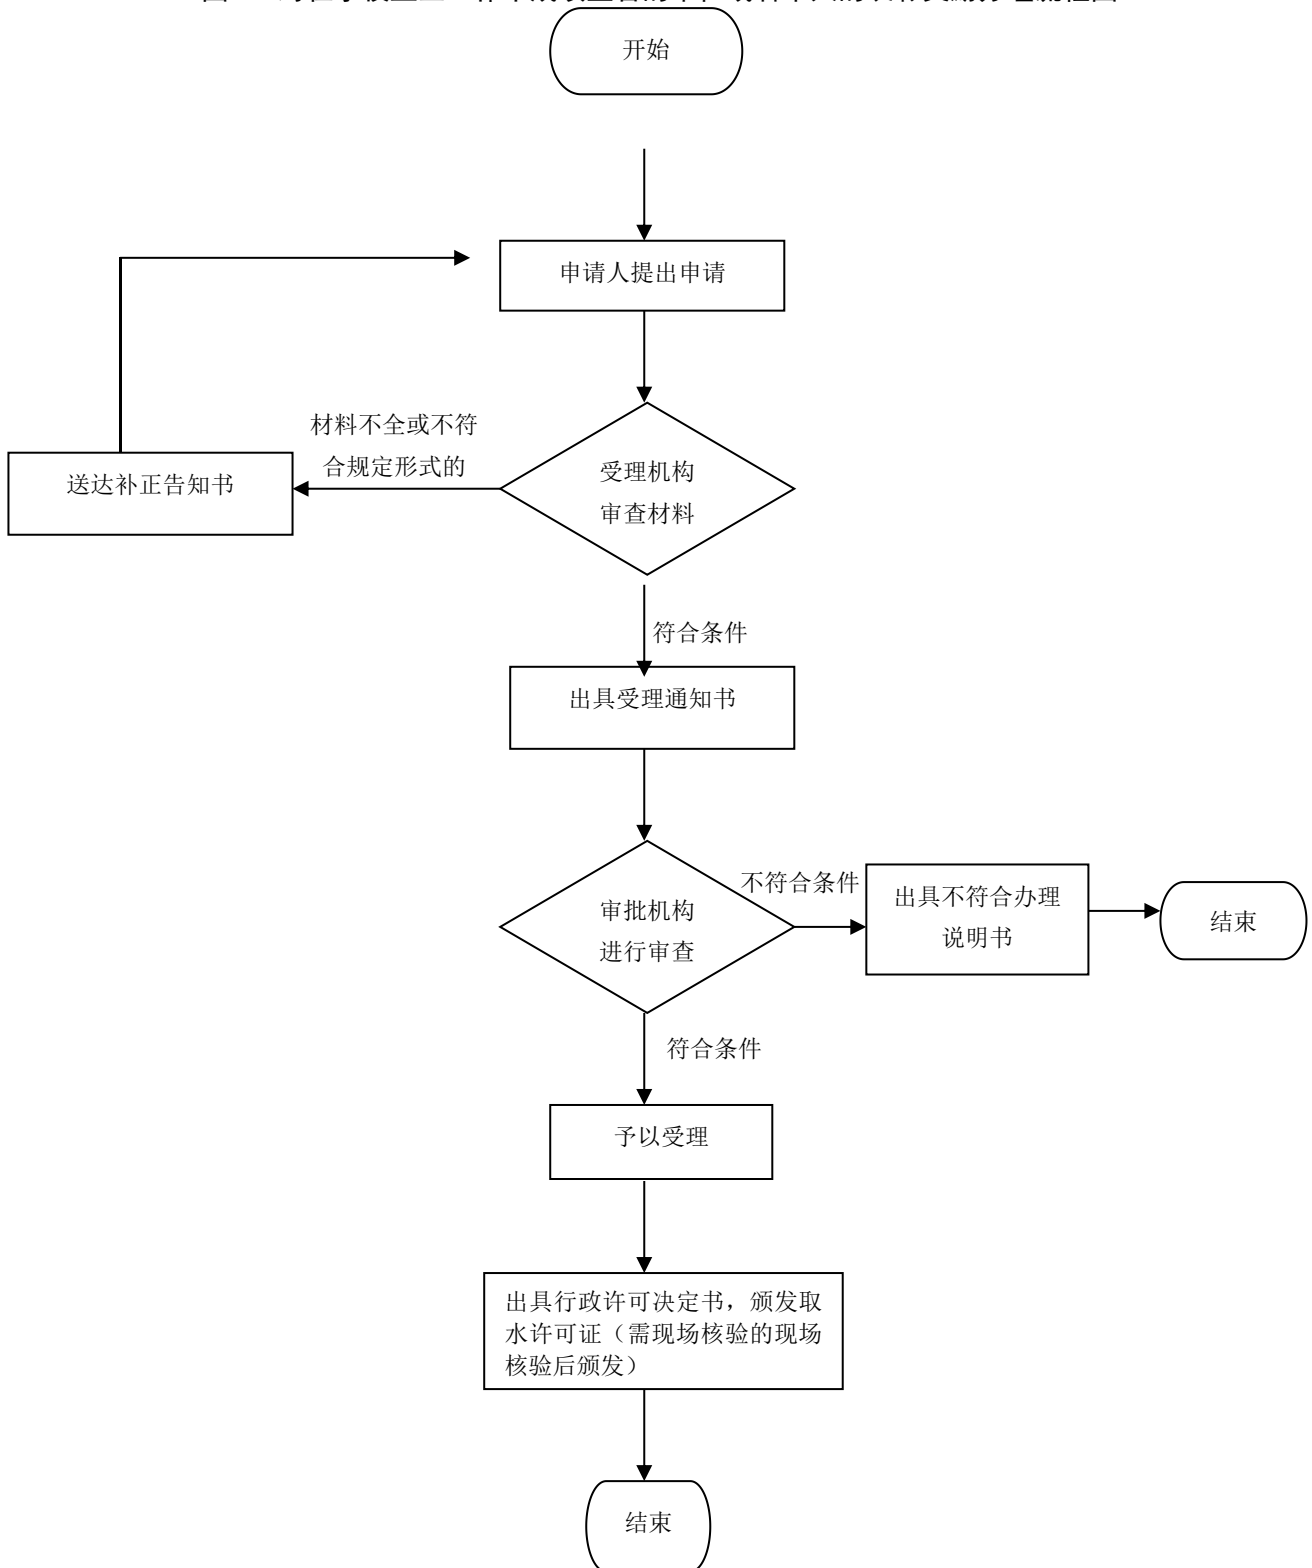 开始
申请人提出申请
材料不全或不符
合规定形式的
送达补正告知书
受理机构
审查材料
符合条件
出具受理通知书
不符合条件
审批机构
进行审查
出具不符合办理
说明书
结束
符合条件
予以受理
出具行政许可决定书，颁发取
水许可证（需现场核验的现场
核验后颁发）
结束